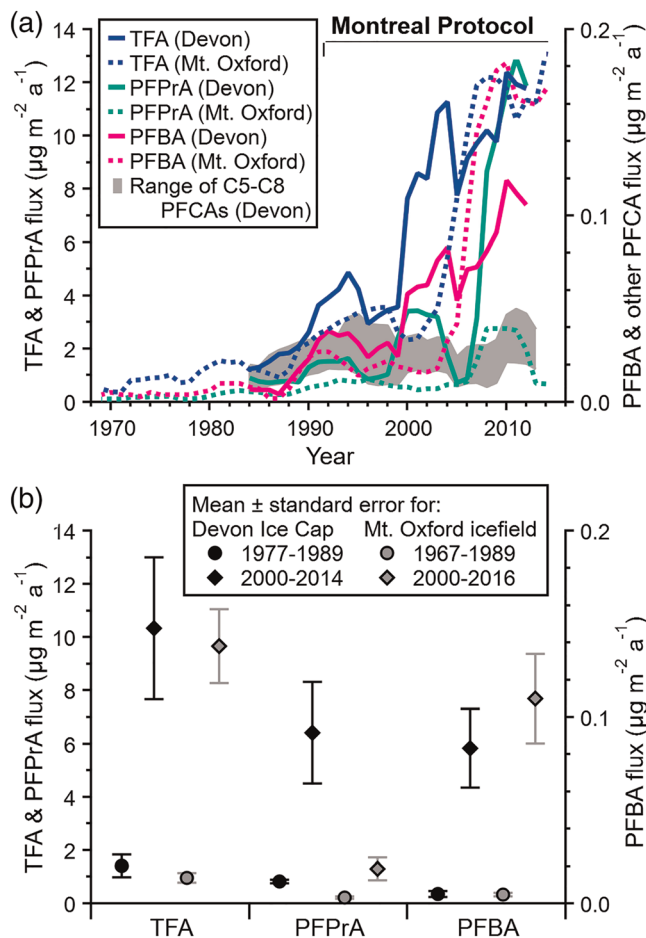 (a)
Montreal Protocol
TFA (Devon)
TFA (Mt. Oxford)
PFPrA (Devon)
PFPrA (Mt. Oxford)
PFBA (Devon)
PFBA (Mt. Oxford)
Range of C5-C8
PFCAs (Devon)
TFA & PFPrA flux (µg m⁻² a⁻¹)
14
12
10
8
6
4
2
0
PFBA & other PFCA flux (µg m⁻² a⁻¹)
0.2
0.1
0.0
1970
1980
1990
2000
2010
Year
(b)
Mean ± standard error for:
Devon Ice Cap Mt. Oxford icefield
1977-1989 1967-1989
2000-2014 2000-2016
TFA & PFPrA flux (µg m⁻² a⁻¹)
14
12
10
8
6
4
2
0
PFBA flux (µg m⁻² a⁻¹)
0.2
0.1
0.0
TFA
PFPrA
PFBA